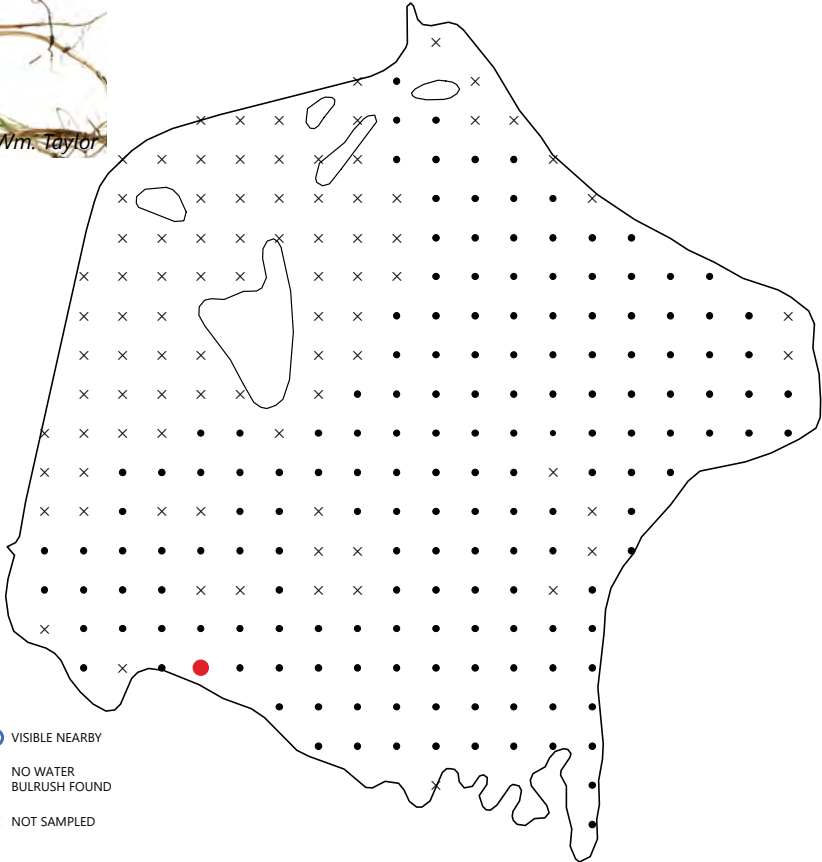 Wm. Taylor
VISIBLE NEARBY
NO WATER
BULRUSH FOUND
NOT SAMPLED